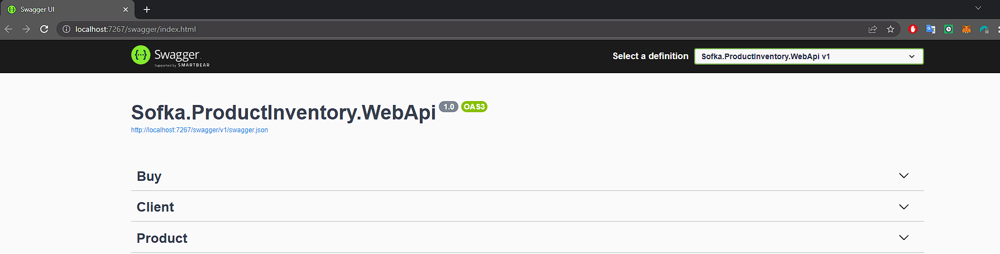 Swagger UI
localhost:7267/swagger/index.html
Swagger.
Supported by SMARTBEAR
Select a definition
Sofka.ProductInventory.WebApi v1
Sofka.ProductInventory.WebApi 1.0 OAS3
http://localhost:7267/swagger/v1/swagger.json
Buy
Client
Product